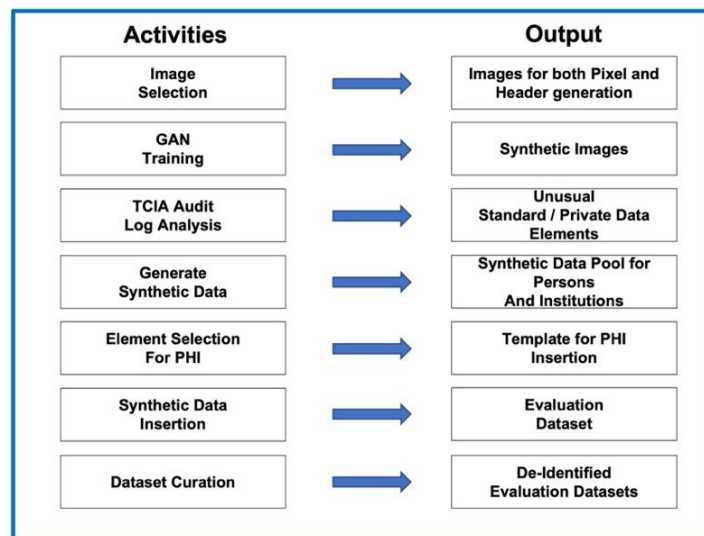 Activities
Output
Image
Selection
Images for both Pixel and
Header generation
GAN
Training
Synthetic Images
TCIA Audit
Log Analysis
Unusual
Standard / Private Data
Elements
Generate
Synthetic Data
Synthetic Data Pool for
Persons
And Institutions
Element Selection
For PHI
Template for PHI
Insertion
Synthetic Data
Insertion
Evaluation
Dataset
Dataset Curation
De-Identified
Evaluation Datasets